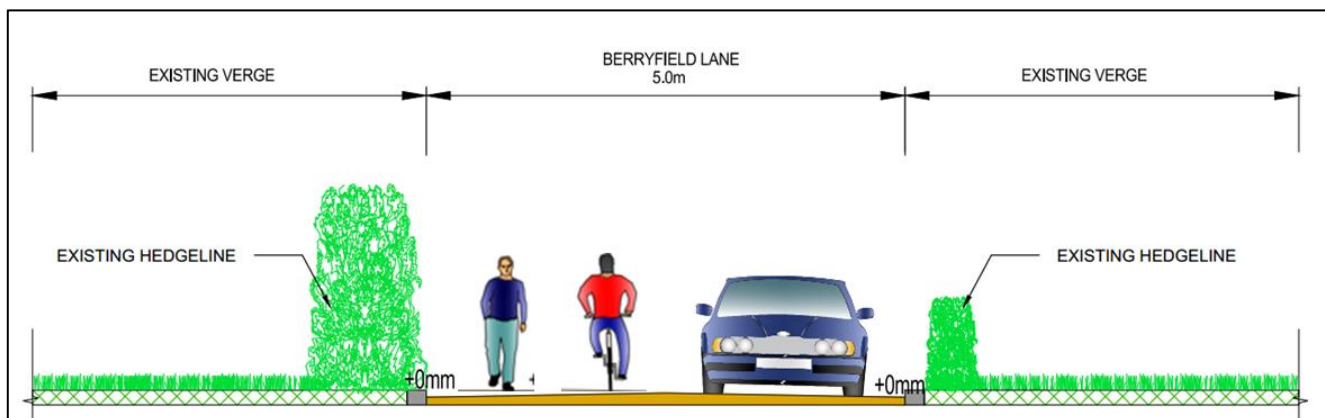 EXISTING VERGE
BERRYFIELD LANE
5.0m
EXISTING VERGE
EXISTING HEDGELINE
EXISTING HEDGELINE
+0mm
+0mm